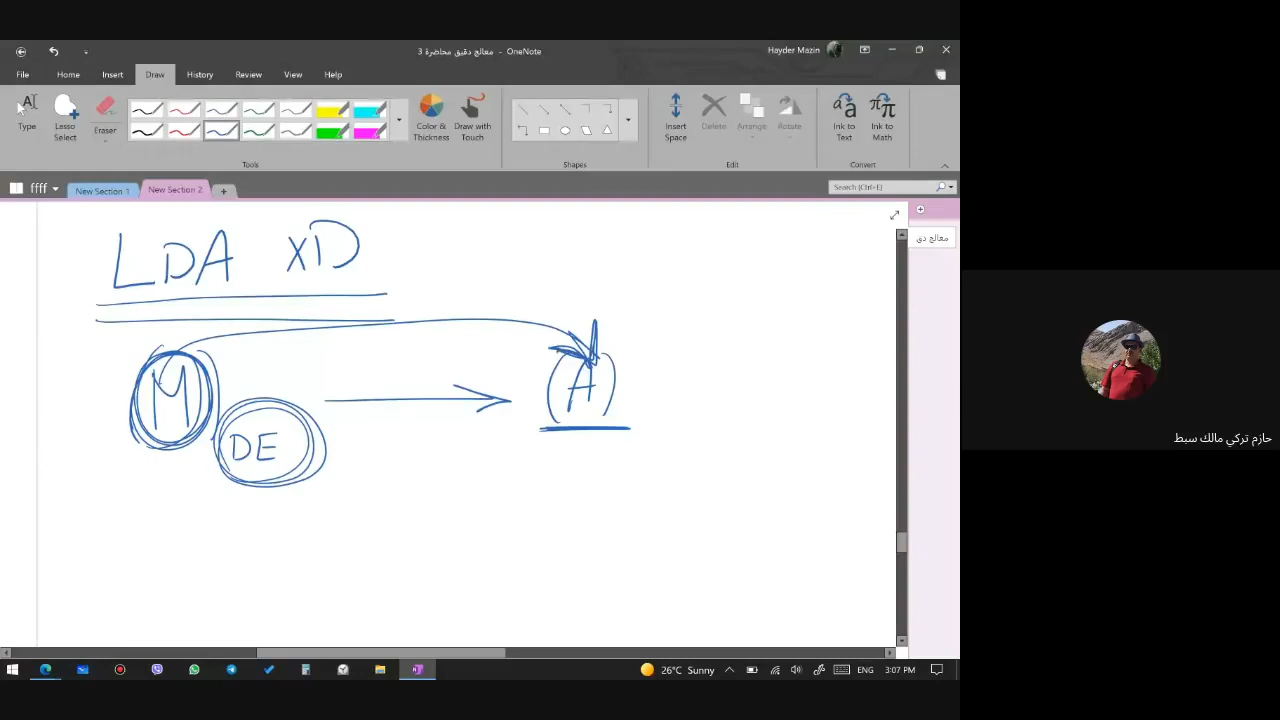 معالج دقيق محاضرة 3 - OneNote
Hayder Mazin
File Home Insert Draw History Review View Help
Type
Lesso Select
Eraser
Color & Thickness
Draw with Touch
Insert Space
Delete
Arrange
Rotate
Ink to Text
Ink to Math
Tools Shapes Edit Convert
ffff New Section 1 New Section 2
Search (Ctrl+E)
معالج دق
LDA XD
M (A)
DE
حازم تركي مالك سبط
26°C Sunny ENG 3:07 PM